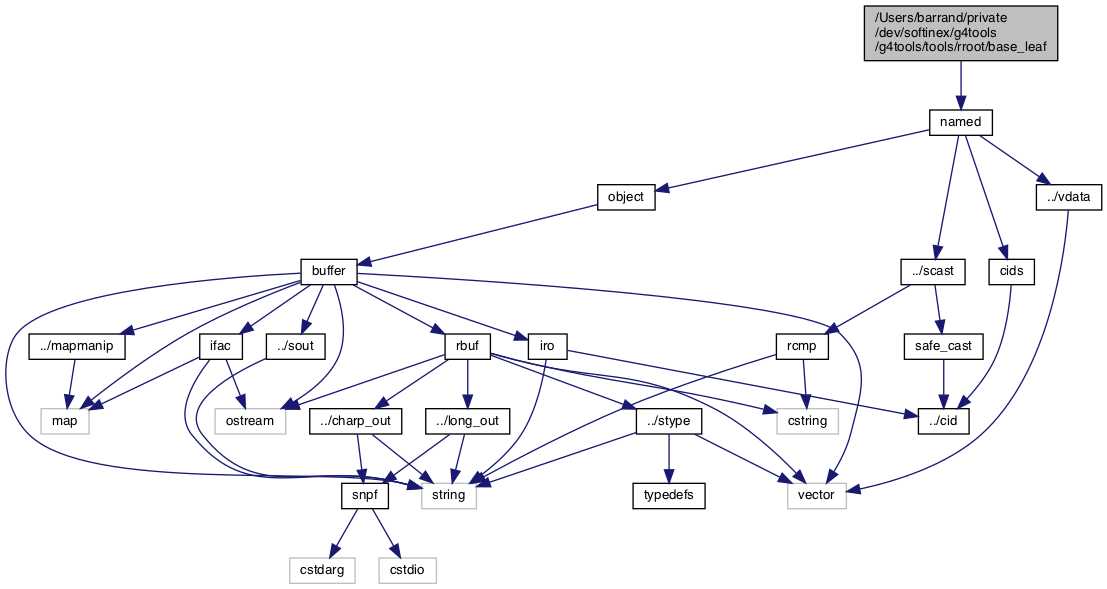 /Users/barrand/private
/dev/softinex/g4tools
/g4tools/tools/rroot/base_leaf
named
object
../vdata
buffer
../scast
cids
../mapmanip
ifac
../sout
rbuf
iro
rcmp
safe_cast
map
ostream
../charp_out
../long_out
../stype
cstring
../cid
snpf
string
typedefs
vector
cstdarg
cstdio